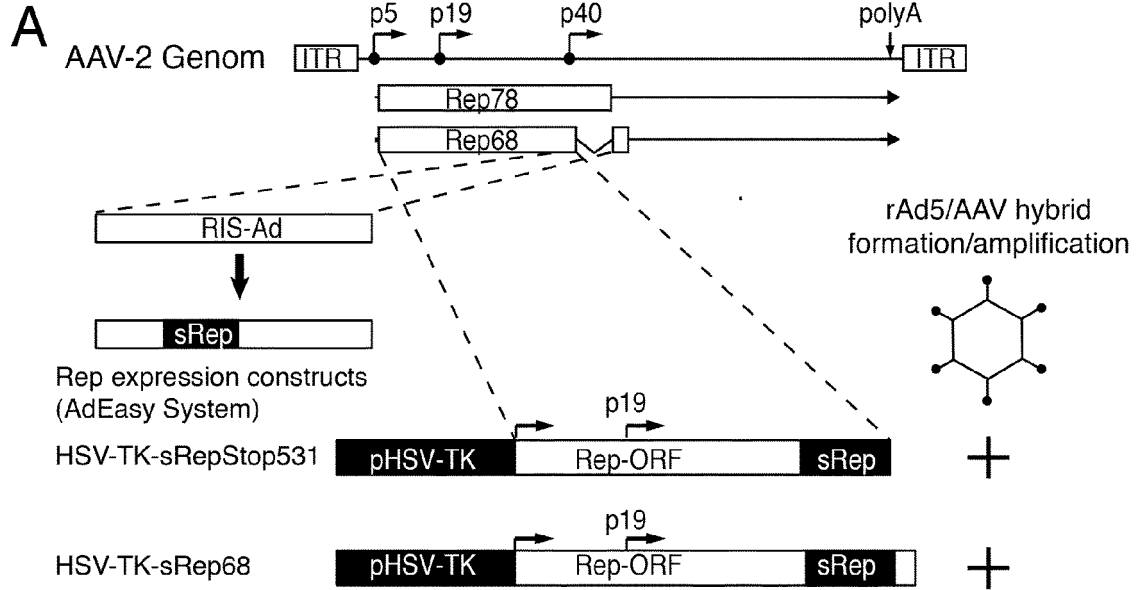 A
p5 p19 p40 polyA
AAV-2 Genom ITR ITR
Rep78
Rep68
RIS-Ad
rAd5/AAV hybrid
formation/amplification
sRep
Rep expression constructs
(AdEasy System)
p19
HSV-TK-sRepStop531 pHSV-TK Rep-ORF sRep +
p19
HSV-TK-sRep68 pHSV-TK Rep-ORF sRep +